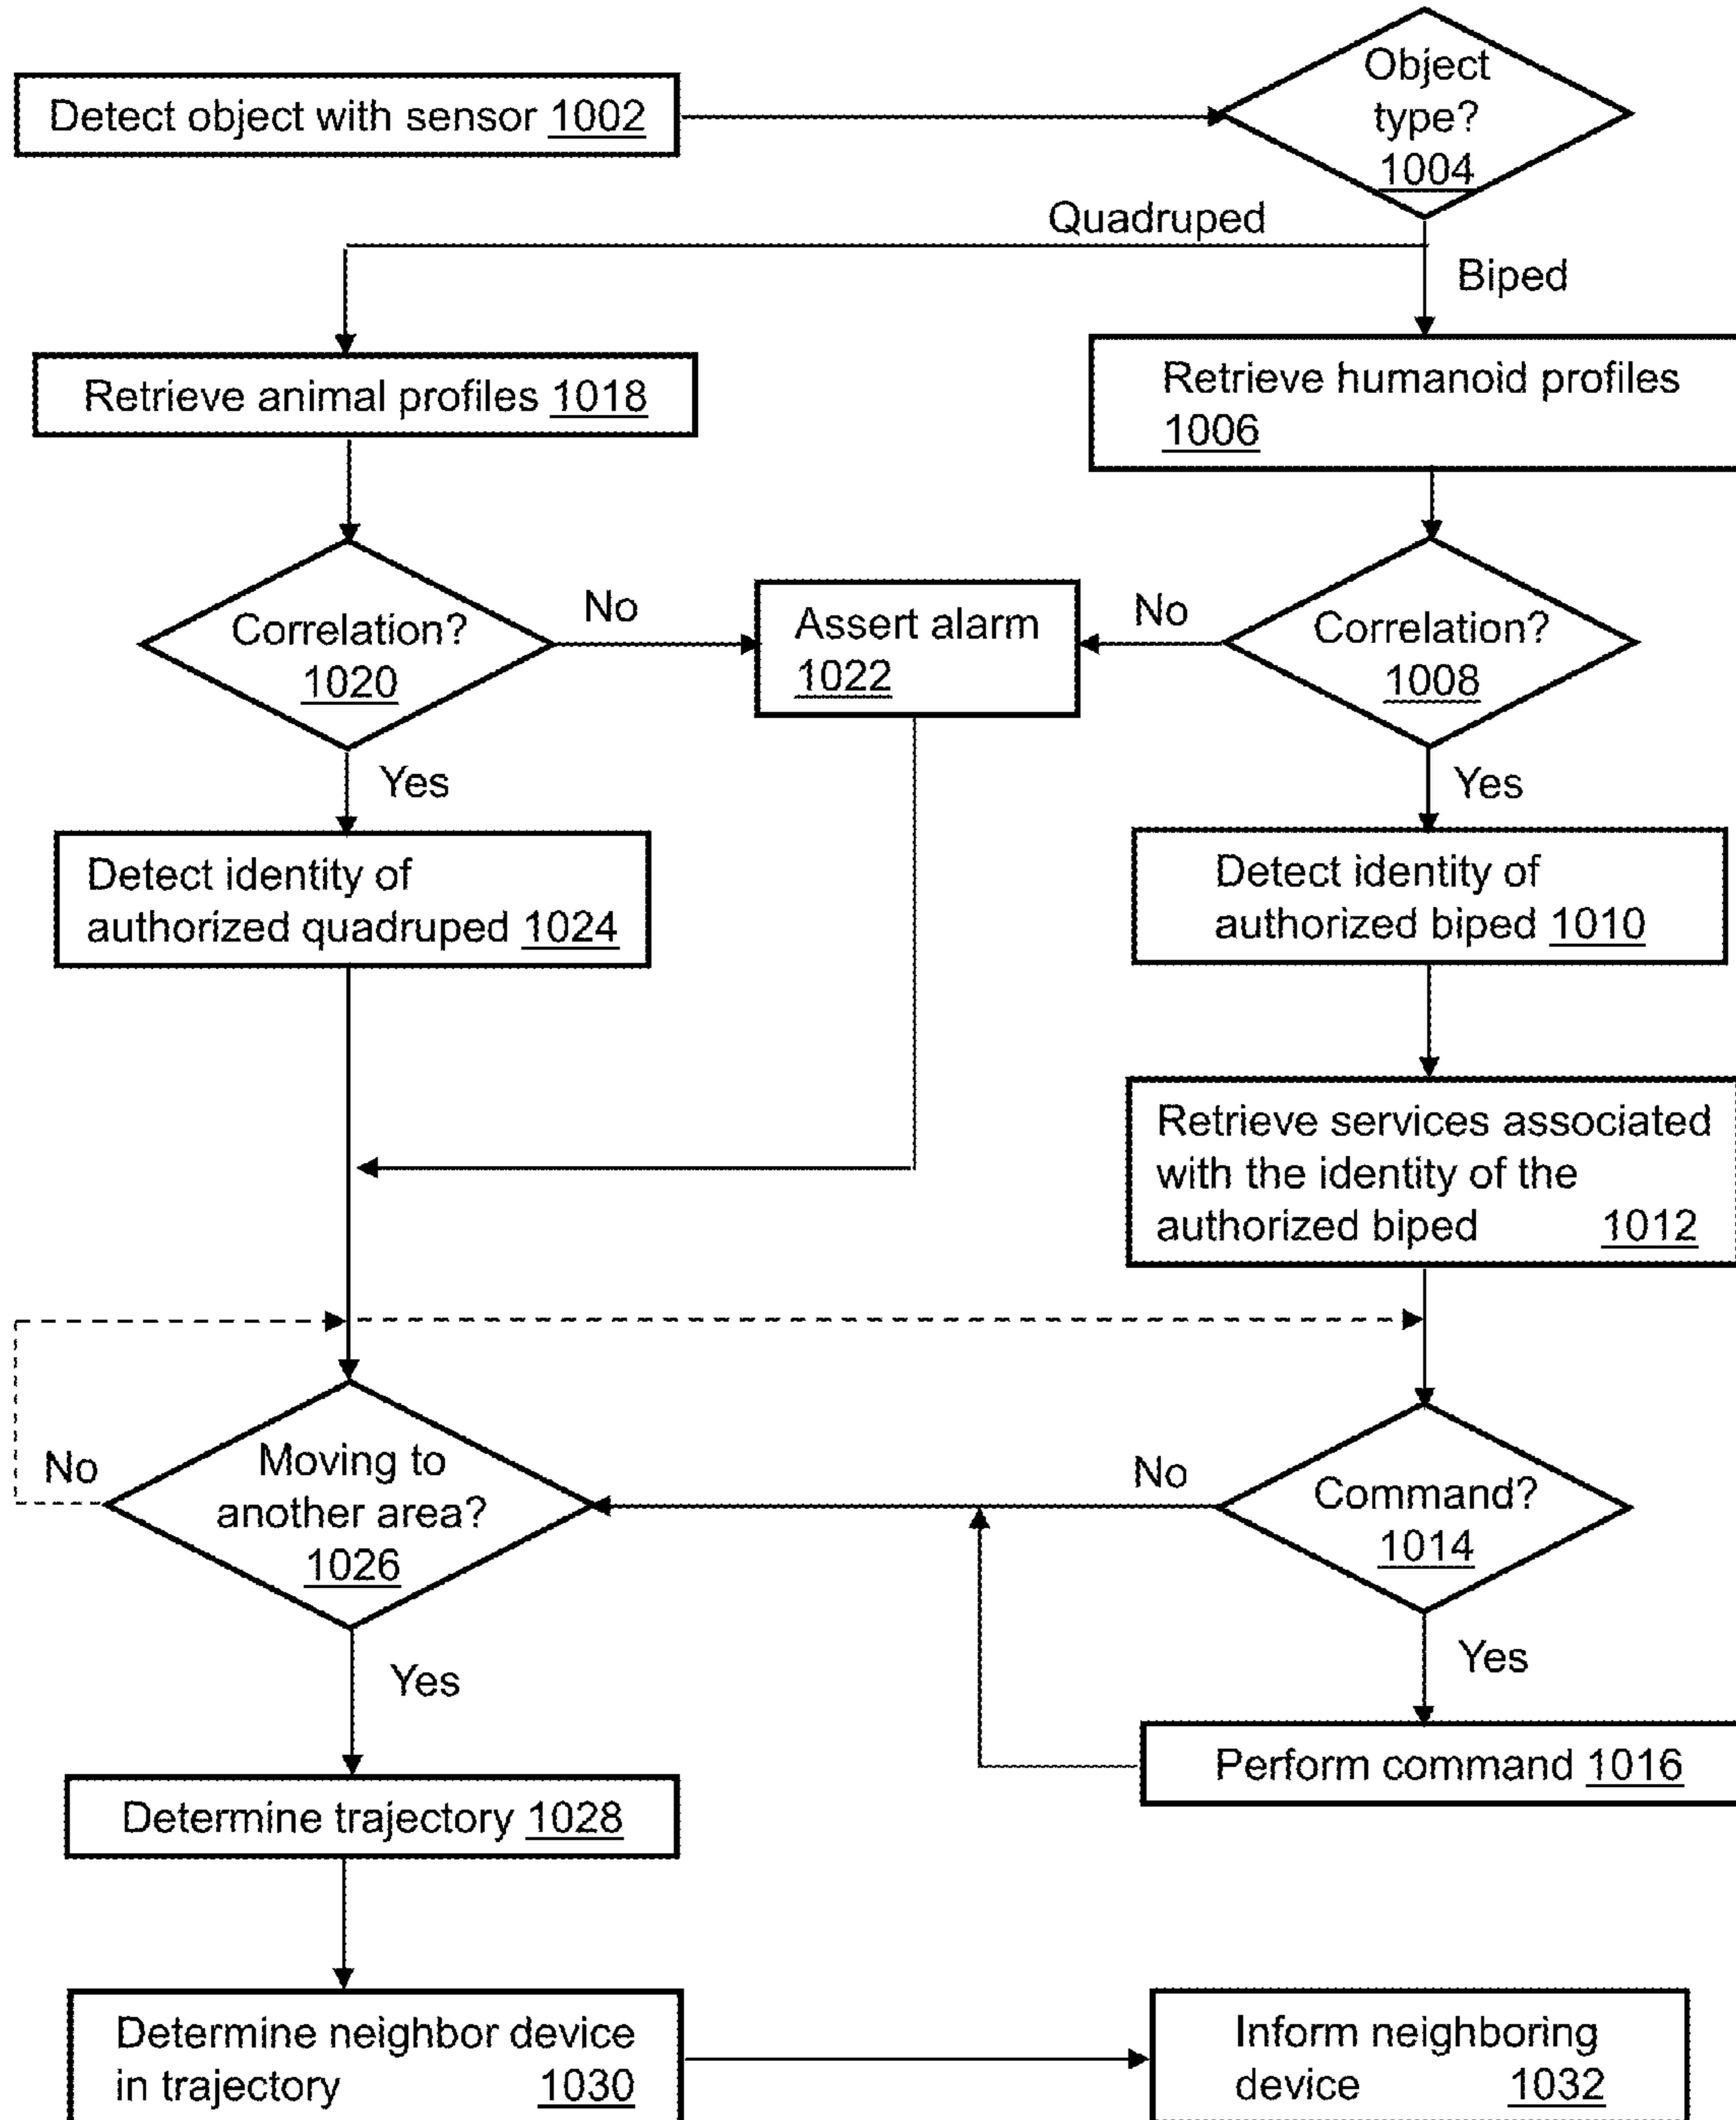 Detect object with sensor 1002
Object
type?
1004
Quadruped
Biped
Retrieve animal profiles 1018
Retrieve humanoid profiles
1006
Correlation?
1020
No
Assert alarm
1022
No
Correlation?
1008
Yes
Yes
Detect identity of
authorized quadruped 1024
Detect identity of
authorized biped 1010
Retrieve services associated
with the identity of the
authorized biped 1012
No
Moving to
another area?
1026
No
Command?
1014
Yes
Yes
Perform command 1016
Determine trajectory 1028
Determine neighbor device
in trajectory 1030
Inform neighboring
device 1032